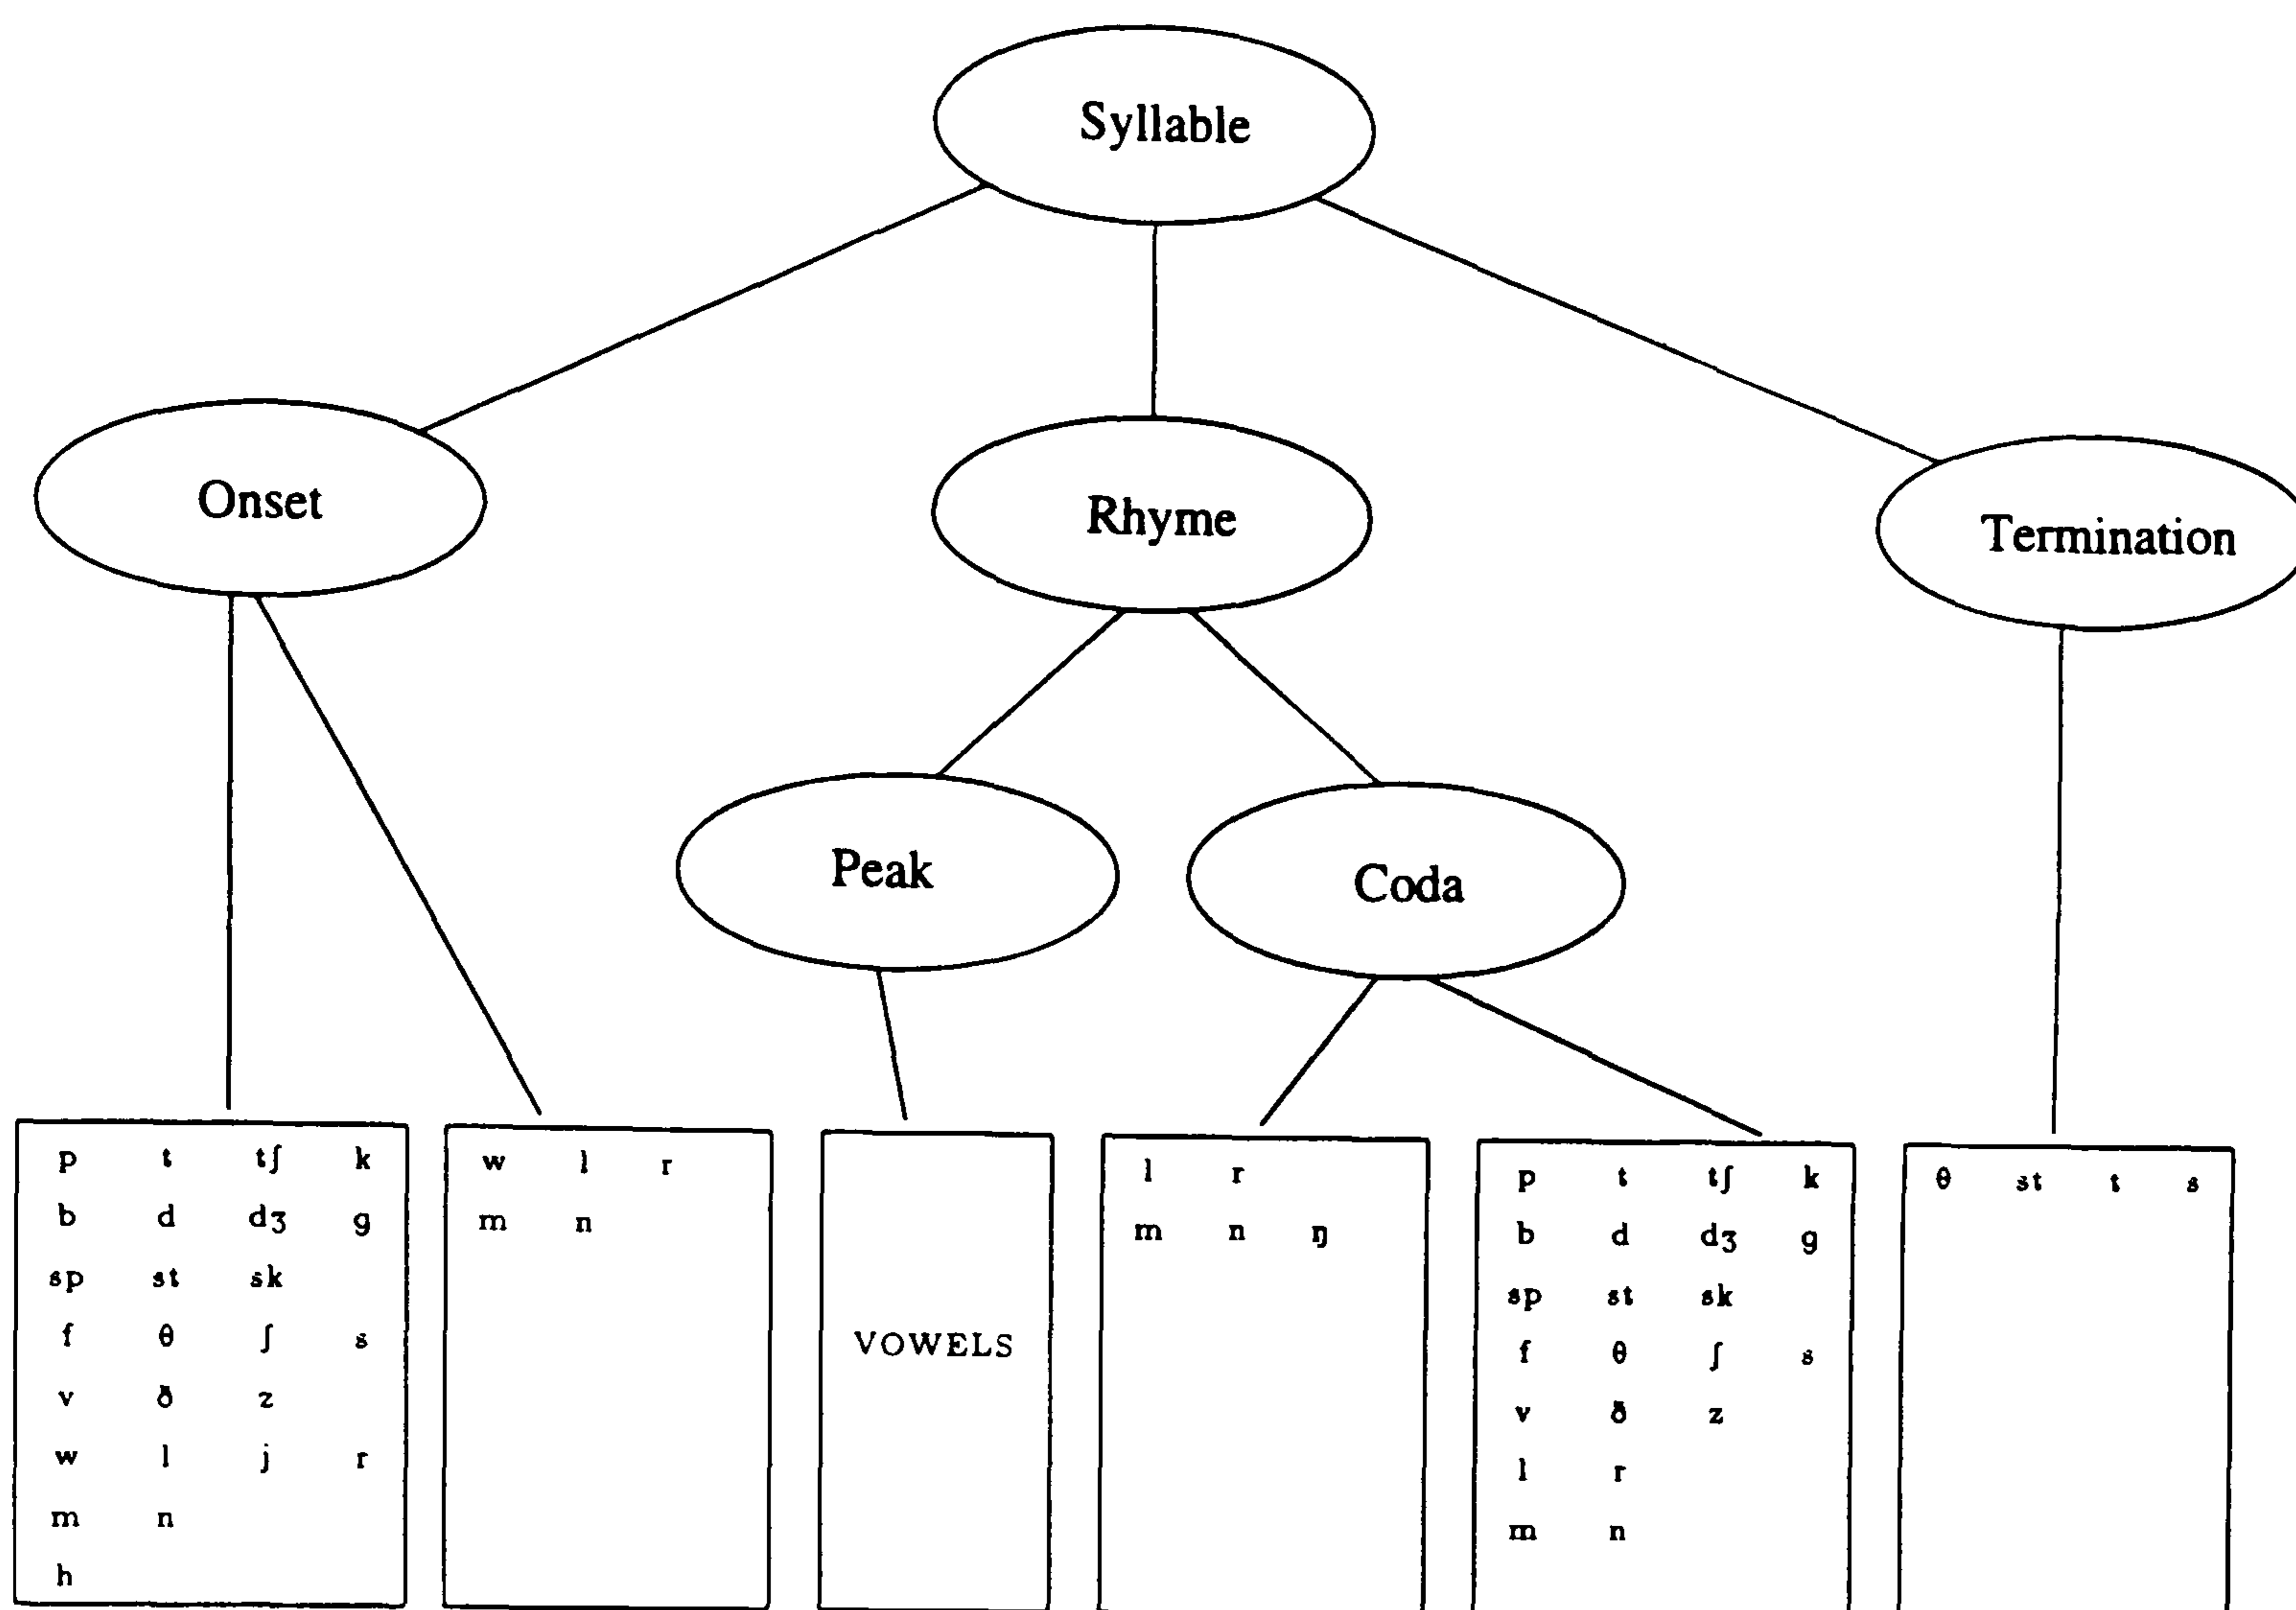 Syllable
Onset
Rhyme
Termination
Peak
Coda
p t tʃ k
b d dʒ g
sp st sk
f θ ʃ s
v ð z
w l j r
m n
h
w l r
m n
VOWELS
l r
m n ŋ
p t tʃ k
b d dʒ g
sp st sk
f θ ʃ s
v ð z
l r
m n
θ st t s